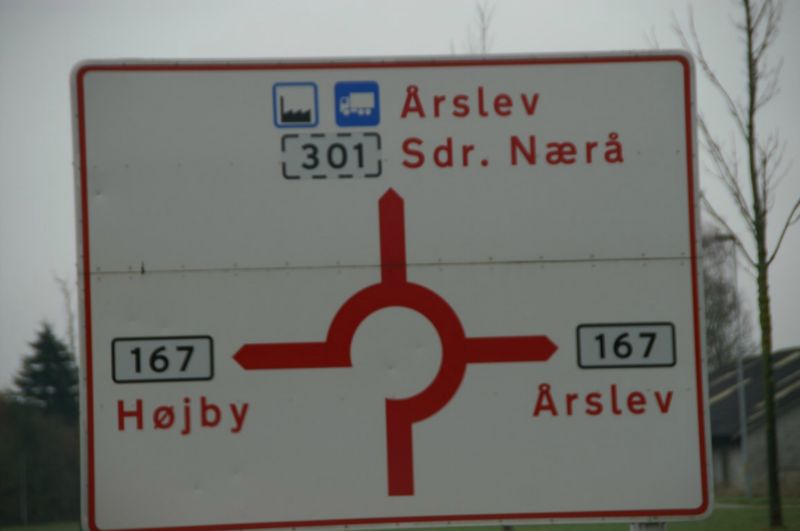 Årslev
301 Sdr. Nærå
167
Højby
167
Årslev